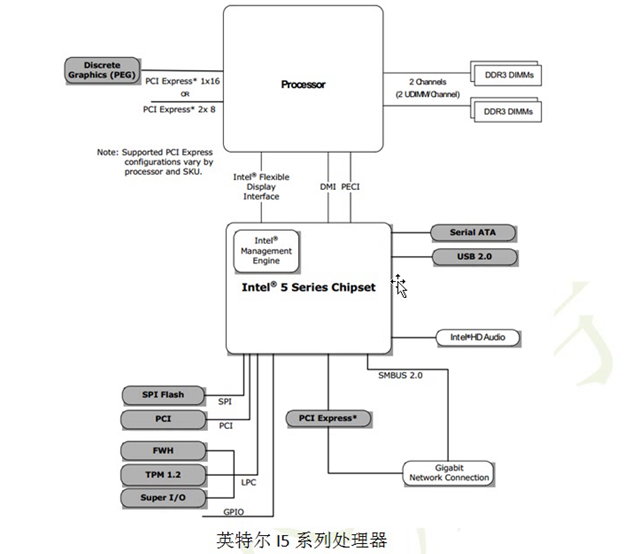 Discrete
Graphics (PEG)
PCI Express* 1x16
OR
PCI Express* 2x 8
Processor
2 Channels
(2 UDIMM/Channel)
DDR3 DIMMs
DDR3 DIMMs
Note: Supported PCI Express
configurations vary by
processor and SKU.
Intel® Flexible
Display
Interface
DMI
PECI
Intel®
Management
Engine
Intel® 5 Series Chipset
Serial ATA
USB 2.0
Intel® HD Audio
SMBUS 2.0
SPI Flash
SPI
PCI
PCI
PCI Express*
FWH
TPM 1.2
LPC
Super I/O
GPIO
Gigabit
Network Connection
英特尔 I5 系列处理器